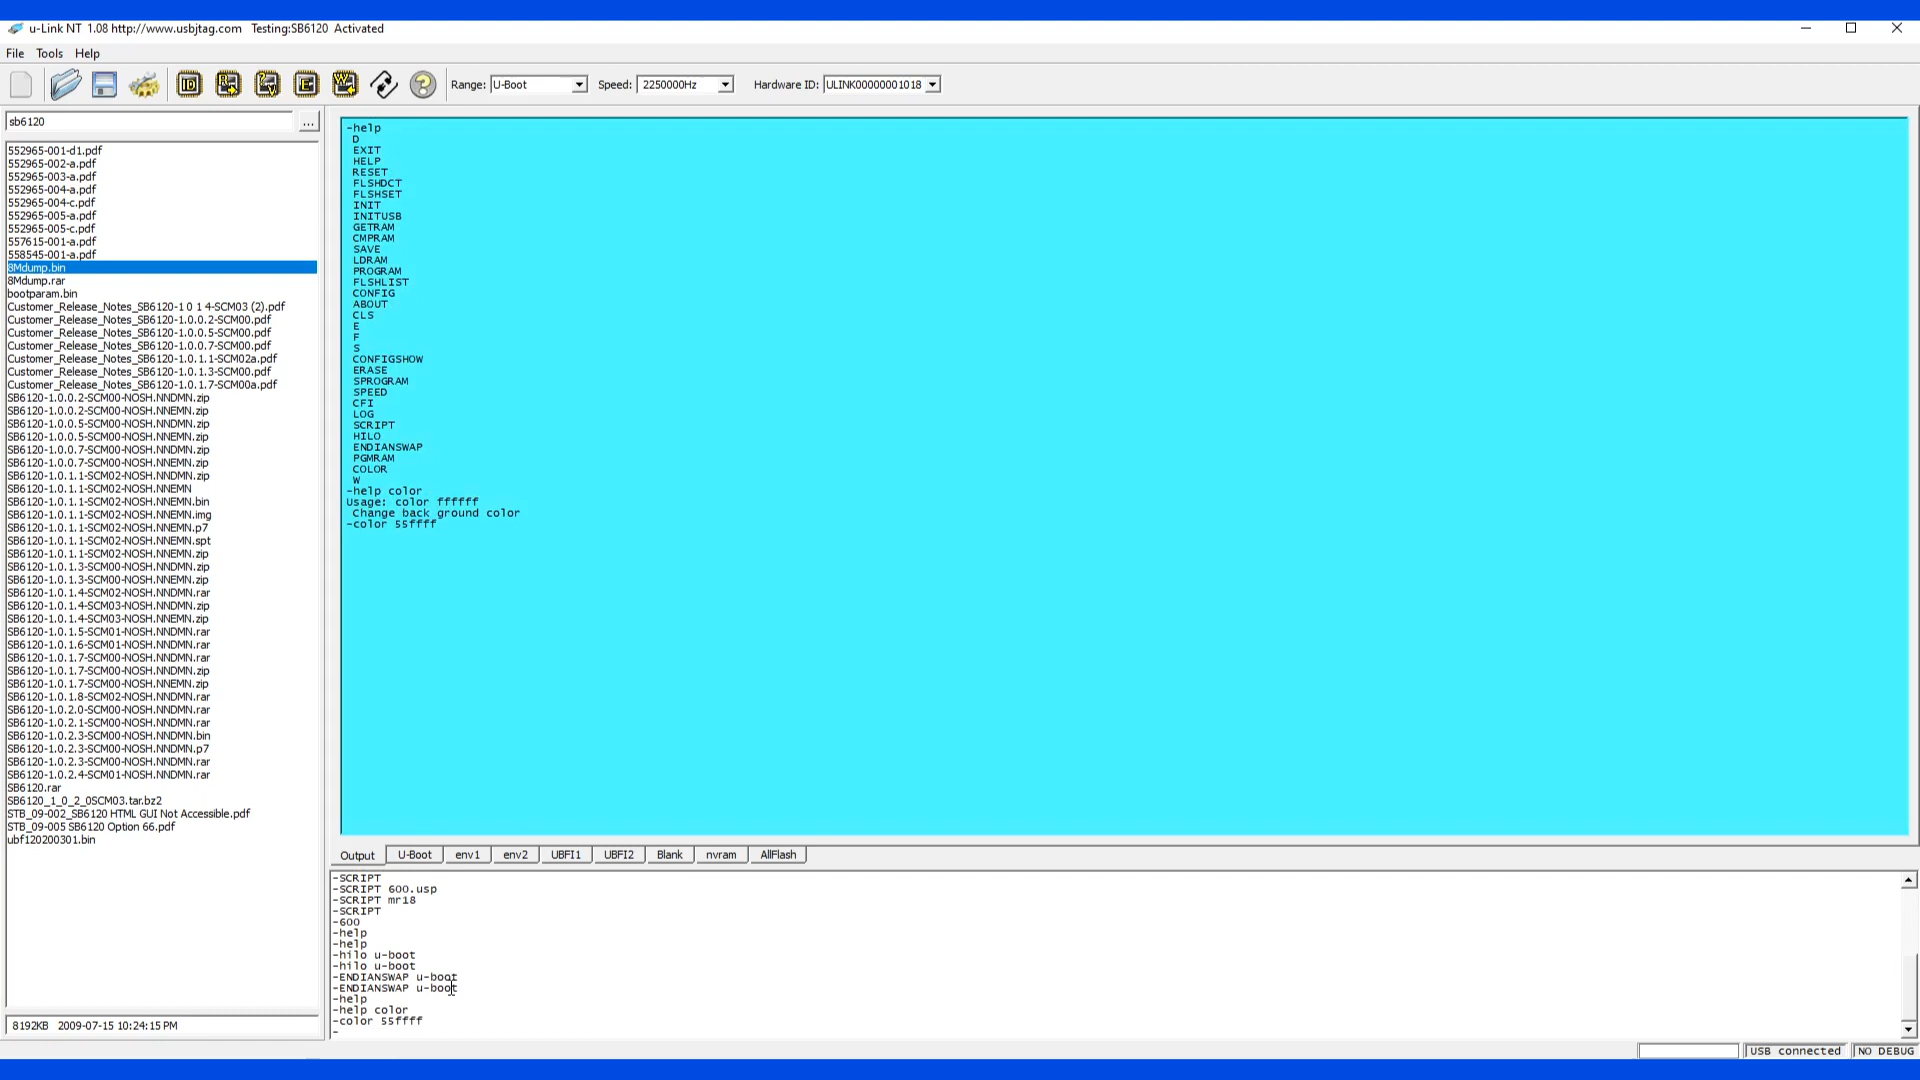 u-Link NT 1.08 http://www.usbjtag.com Testing:SB6120 Activated
File Tools Help
Range: U-Boot Speed: 2250000Hz Hardware ID: ULINK00000001018
sb6120
...
552965-001-d1.pdf
552965-002-a.pdf
552965-003-a.pdf
552965-004-a.pdf
552965-004-c.pdf
552965-005-a.pdf
552965-005-c.pdf
557615-001-a.pdf
558545-001-a.pdf
8Mdump.bin
8Mdump.rar
bootparam.bin
Customer_Release_Notes_SB6120-1 0 1 4-SCM03 (2).pdf
Customer_Release_Notes_SB6120-1.0.0.2-SCM00.pdf
Customer_Release_Notes_SB6120-1.0.0.5-SCM00.pdf
Customer_Release_Notes_SB6120-1.0.0.7-SCM00.pdf
Customer_Release_Notes_SB6120-1.0.1.1-SCM02a.pdf
Customer_Release_Notes_SB6120-1.0.1.3-SCM00.pdf
Customer_Release_Notes_SB6120-1.0.1.7-SCM00a.pdf
SB6120-1.0.0.2-SCM00-NOSH.NNDMN.zip
SB6120-1.0.0.2-SCM00-NOSH.NNEMN.zip
SB6120-1.0.0.5-SCM00-NOSH.NNDMN.zip
SB6120-1.0.0.5-SCM00-NOSH.NNEMN.zip
SB6120-1.0.0.7-SCM00-NOSH.NNDMN.zip
SB6120-1.0.0.7-SCM00-NOSH.NNEMN.zip
SB6120-1.0.1.1-SCM02-NOSH.NNDMN.zip
SB6120-1.0.1.1-SCM02-NOSH.NNEMN
SB6120-1.0.1.1-SCM02-NOSH.NNEMN.bin
SB6120-1.0.1.1-SCM02-NOSH.NNEMN.img
SB6120-1.0.1.1-SCM02-NOSH.NNEMN.p7
SB6120-1.0.1.1-SCM02-NOSH.NNEMN.spt
SB6120-1.0.1.1-SCM02-NOSH.NNEMN.zip
SB6120-1.0.1.3-SCM00-NOSH.NNDMN.zip
SB6120-1.0.1.3-SCM00-NOSH.NNEMN.zip
SB6120-1.0.1.4-SCM02-NOSH.NNDMN.rar
SB6120-1.0.1.4-SCM03-NOSH.NNDMN.zip
SB6120-1.0.1.4-SCM03-NOSH.NNEMN.zip
SB6120-1.0.1.5-SCM01-NOSH.NNDMN.rar
SB6120-1.0.1.6-SCM01-NOSH.NNDMN.rar
SB6120-1.0.1.7-SCM00-NOSH.NNDMN.rar
SB6120-1.0.1.7-SCM00-NOSH.NNDMN.zip
SB6120-1.0.1.7-SCM00-NOSH.NNEMN.zip
SB6120-1.0.1.8-SCM02-NOSH.NNDMN.rar
SB6120-1.0.2.0-SCM00-NOSH.NNDMN.rar
SB6120-1.0.2.1-SCM00-NOSH.NNDMN.rar
SB6120-1.0.2.3-SCM00-NOSH.NNDMN.bin
SB6120-1.0.2.3-SCM00-NOSH.NNDMN.p7
SB6120-1.0.2.3-SCM00-NOSH.NNDMN.rar
SB6120-1.0.2.4-SCM01-NOSH.NNDMN.rar
SB6120.rar
SB6120_1_0_2_0SCM03.tar.bz2
STB_09-002_SB6120 HTML GUI Not Accessible.pdf
STB_09-005 SB6120 Option 66.pdf
ubf120200301.bin
8192KB 2009-07-15 10:24:15PM
-help
D
EXIT
HELP
RESET
FLSHDCT
FLSHSET
INIT
INITUSB
GETRAM
CMPRAM
SAVE
LDRAM
PROGRAM
FLSHLIST
CONFIG
ABOUT
CLS
E
F
S
CONFIGSHOW
ERASE
SPROGRAM
SPEED
CFI
LOG
SCRIPT
HILO
ENDIANSWAP
PGMRAM
COLOR
W
-help color
Usage: color ffffff
Change back ground color
-color 55ffff
Output U-Boot env1 env2 UBFI1 UBFI2 Blank nvram AllFlash
-SCRIPT
-SCRIPT 600.usp
-SCRIPT mr18
-SCRIPT
-600
-help
-help
-hilo u-boot
-hilo u-boot
-ENDIANSWAP u-boot
-ENDIANSWAP u-boot
-help
-help color
-color 55ffff
-
USB connected NO DEBUG